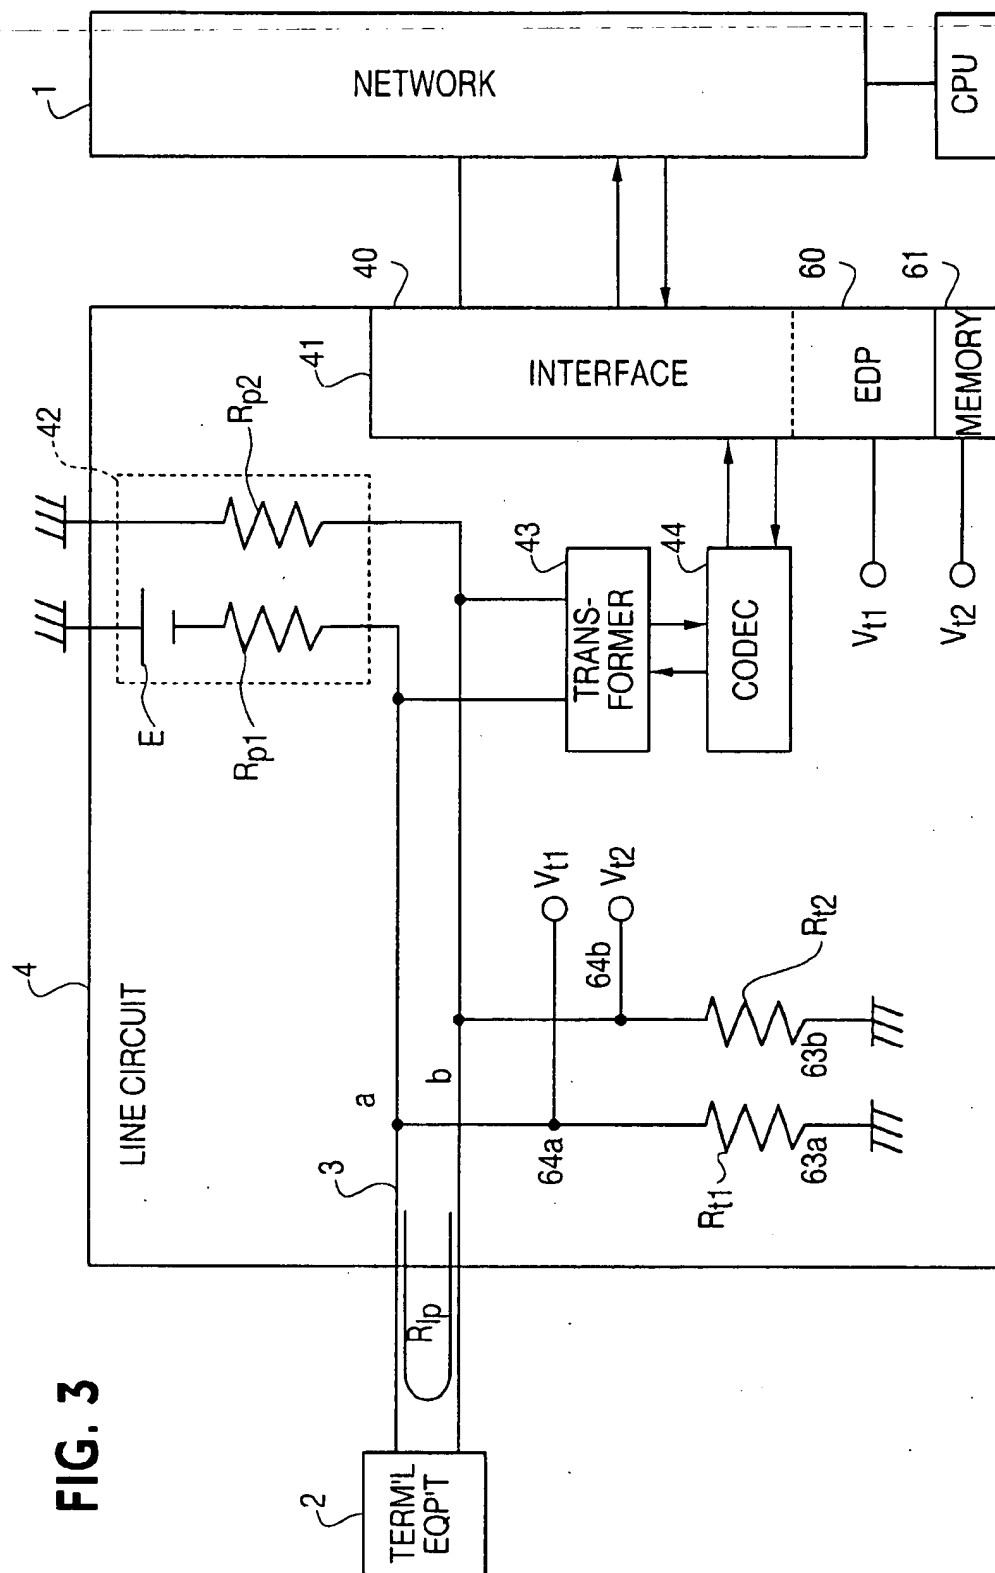 FIG. 3
1
NETWORK
CPU
4
LINE CIRCUIT
42
E
Rp1
Rp2
41
40
INTERFACE
60
EDP
61
MEMORY
43
TRANS-
FORMER
44
CODEC
Vt1
Vt2
a
b
3
Rlp
2
TERM'L
EQP'T
64a
64b
Vt1
Vt2
Rt1
63a
63b
Rt2